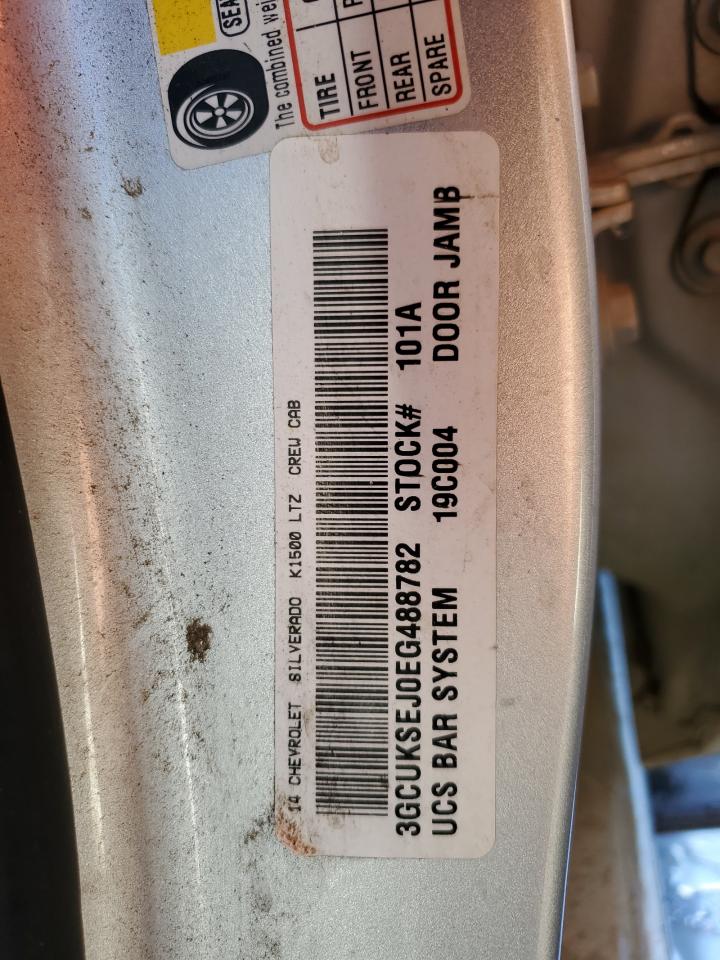 SEA
The combined wei
TIRE
FRONT
REAR
SPARE
14 CHEVROLET SILVERADO K1500 LTZ CREW CAB
3GCUKSEJ0EG488782 STOCK# 101A
UCS BAR SYSTEM 19C004 DOOR JAMB